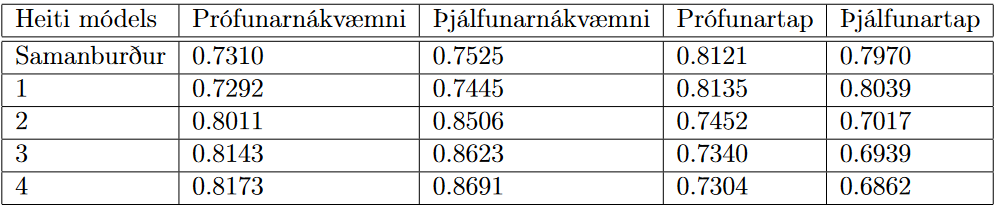 Heiti módels Prófunarnákvæmni Þjálfunarnákvæmni Prófunartap Þjálfunartap
Samanburður 0.7310 0.7525 0.8121 0.7970
1 0.7292 0.7445 0.8135 0.8039
2 0.8011 0.8506 0.7452 0.7017
3 0.8143 0.8623 0.7340 0.6939
4 0.8173 0.8691 0.7304 0.6862